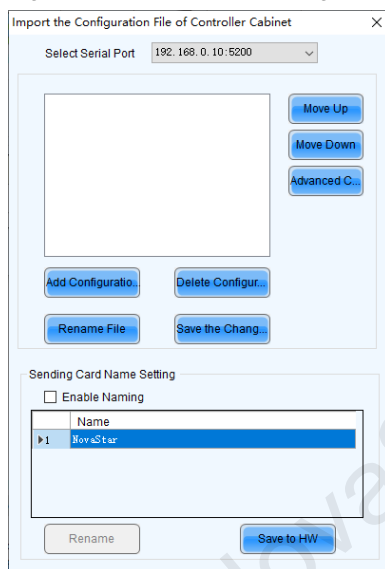 Import the Configuration File of Controller Cabinet
Select Serial Port 192.168.0.10:5200
Move Up
Move Down
Advanced C...
Add Configuratio... Delete Configur...
Rename File Save the Chang...
Sending Card Name Setting
Enable Naming
Name
1 NovaStar
Rename Save to HW